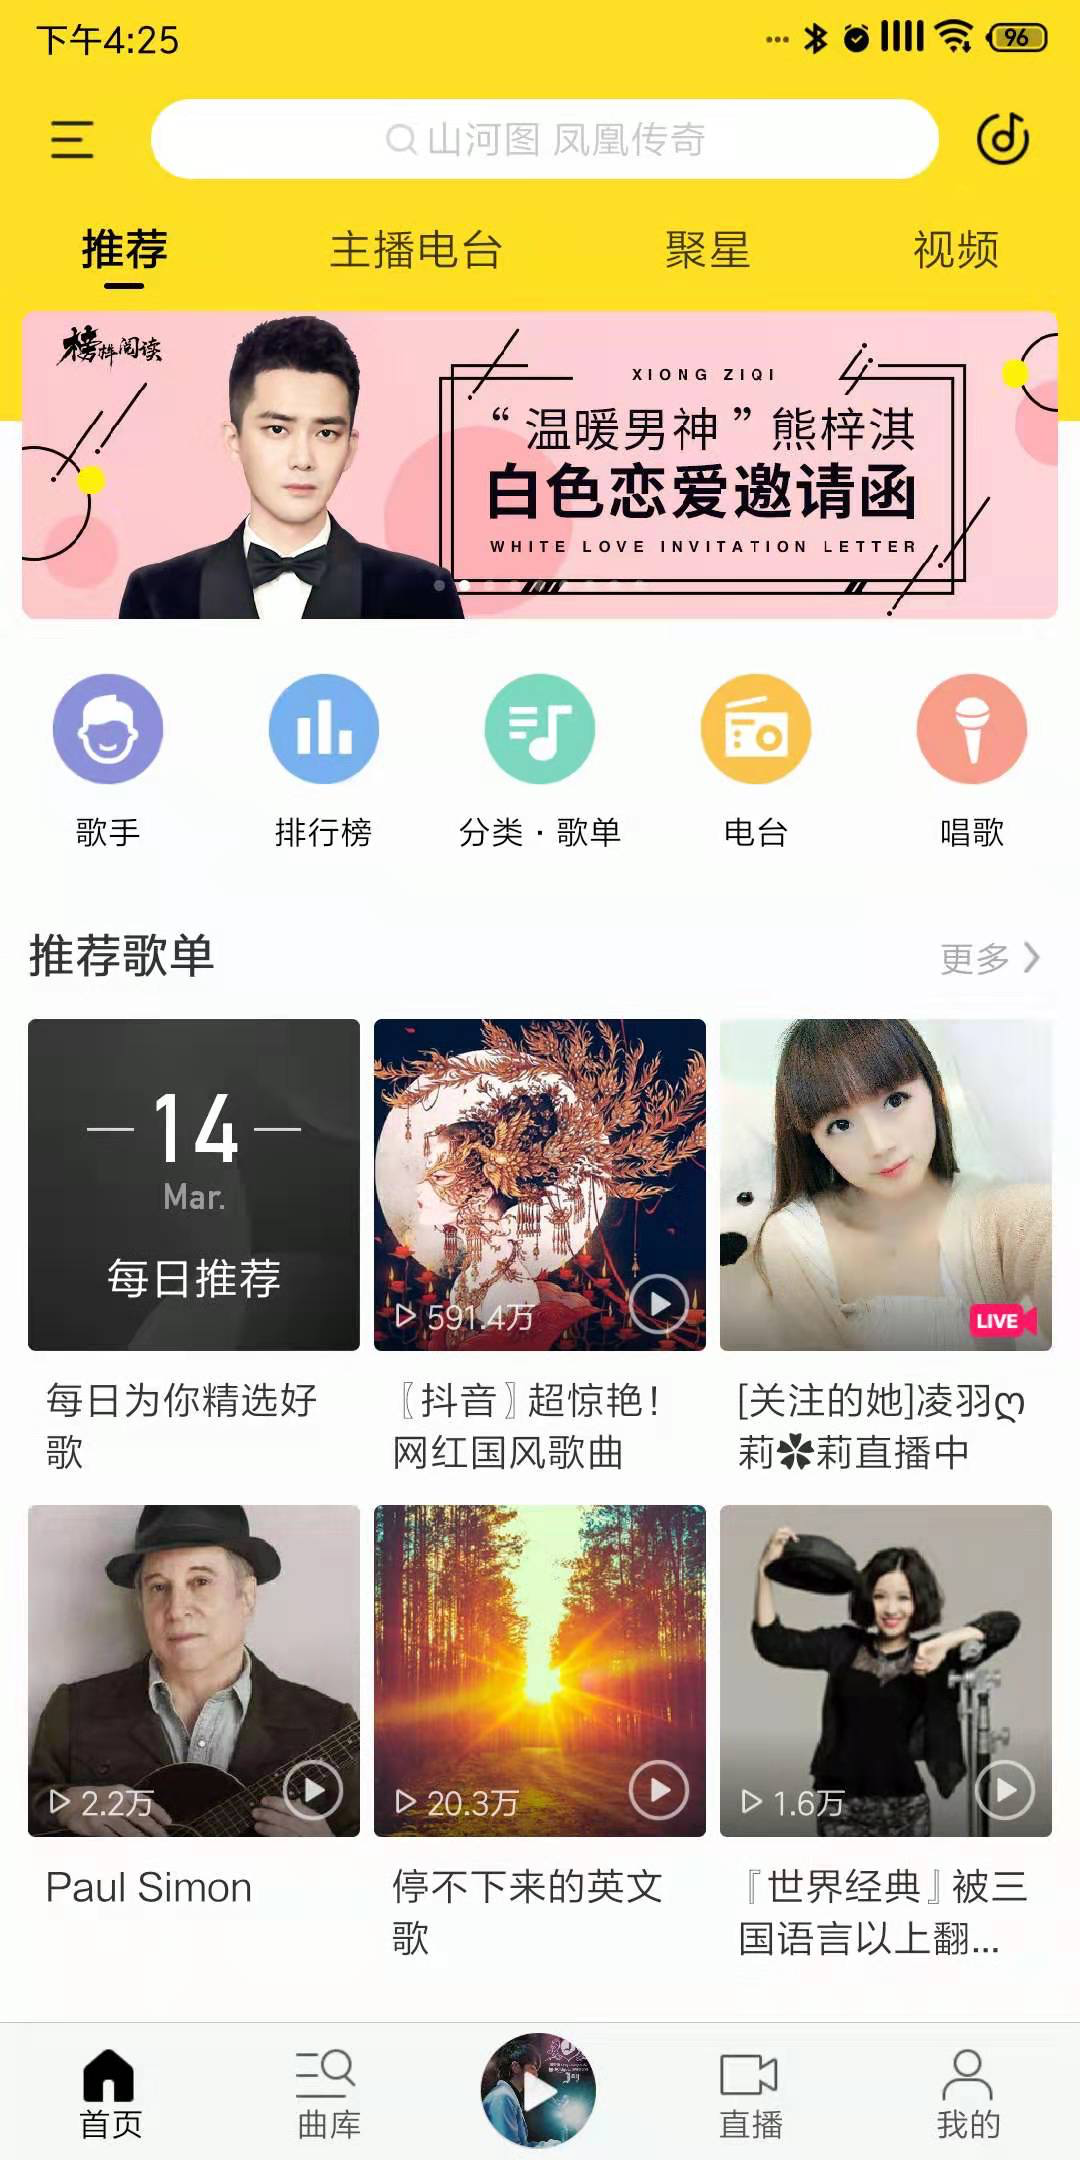 下午4:25
96
山河图 凤凰传奇
推荐
主播电台
聚星
视频
榜样阅读
XIONG ZIQI
“温暖男神”熊梓淇
白色恋爱邀请函
WHITE LOVE INVITATION LETTER
歌手
排行榜
分类·歌单
电台
唱歌
推荐歌单
更多
14
Mar.
每日推荐
591.4万
LIVE
每日为你精选好
歌
〖抖音〗超惊艳!
网红国风歌曲
[关注的她]凌羽ღ
莉✿莉直播中
2.2万
20.3万
1.6万
Paul Simon
停不下来的英文
歌
『世界经典』被三
国语言以上翻...
首页
曲库
直播
我的